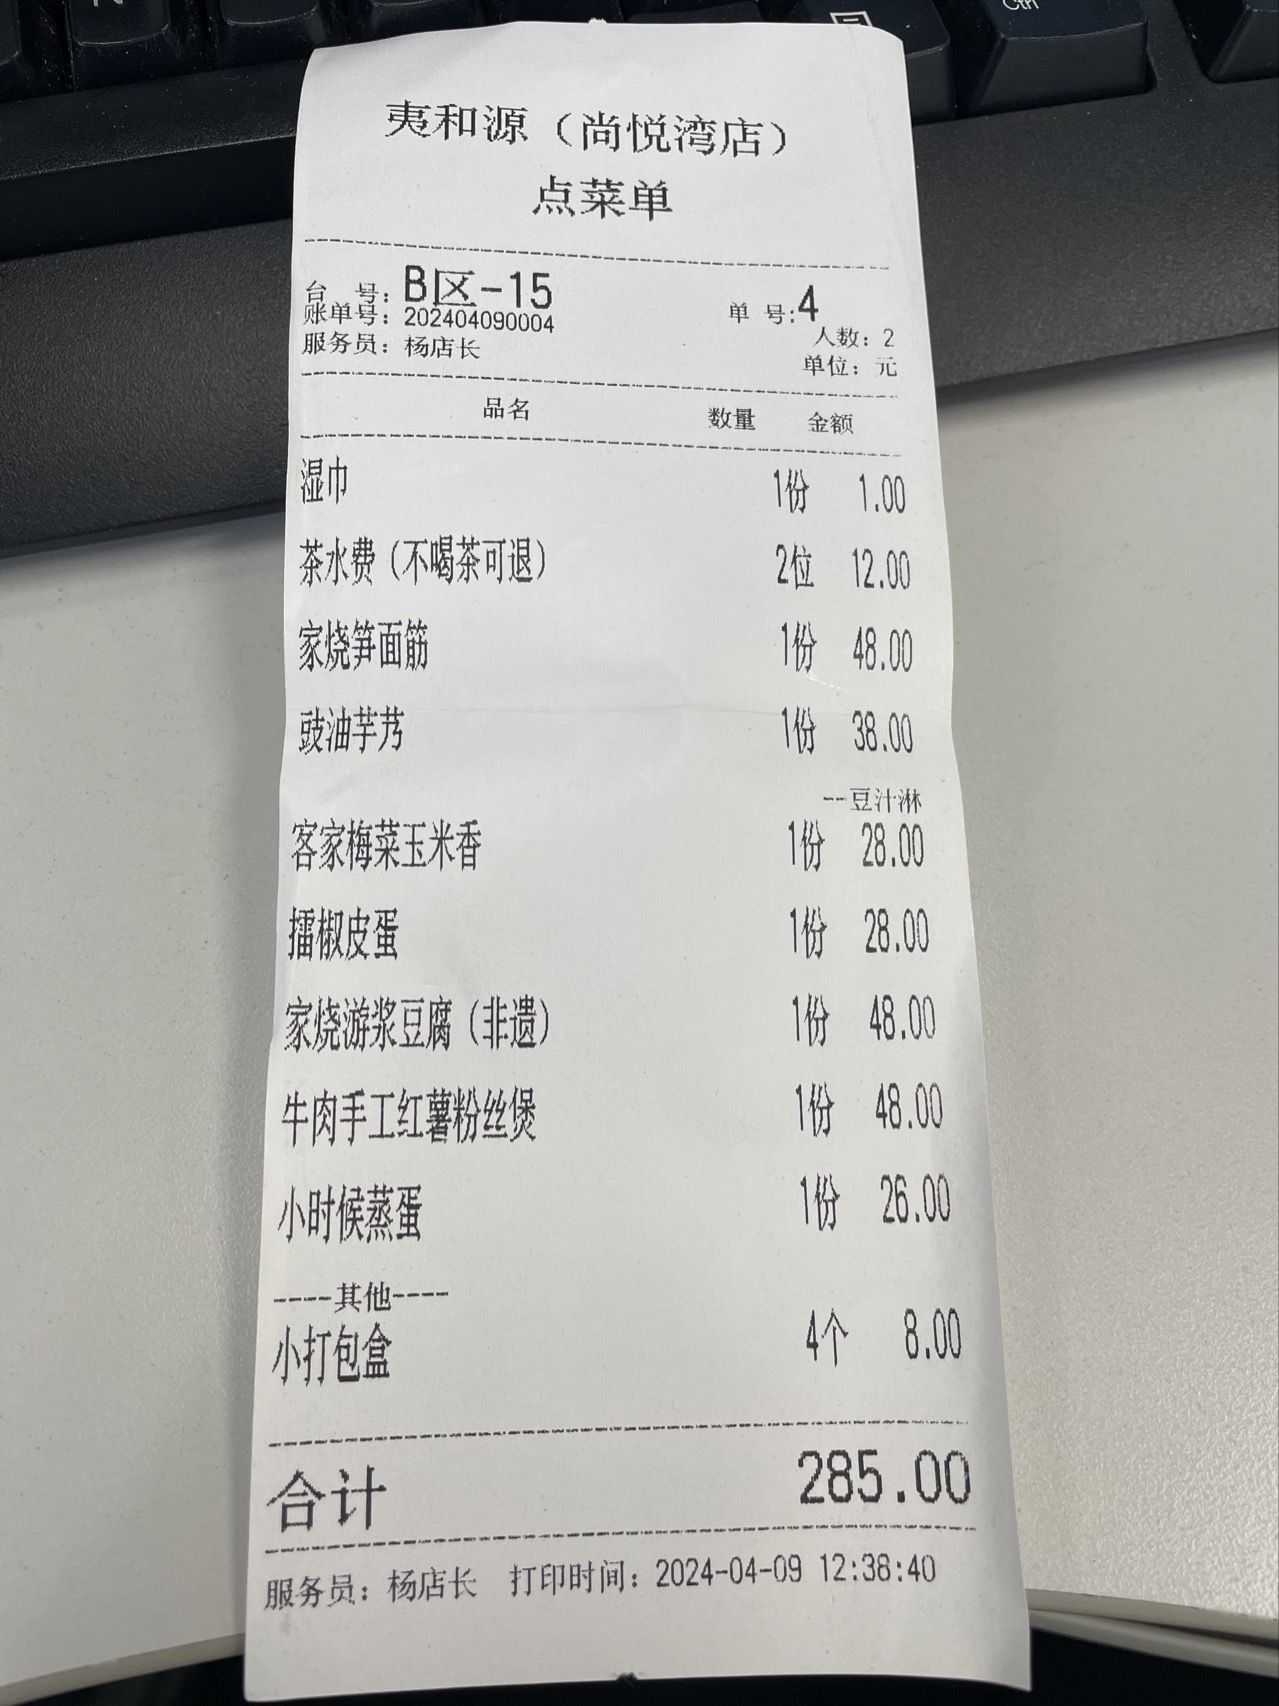 夷和源（尚悦湾店）
点菜单
台 号: B区-15 单 号:4
账单号: 202404090004 人数: 2
服务员: 杨店长 单位: 元
品名 数量 金额
湿巾 1份 1.00
茶水费（不喝茶可退） 2位 12.00
家烧笋面筋 1份 48.00
豉油芋艿 1份 38.00
--豆汁淋
客家梅菜玉米香 1份 28.00
擂椒皮蛋 1份 28.00
家烧游浆豆腐（非遗） 1份 48.00
牛肉手工红薯粉丝煲 1份 48.00
小时候蒸蛋 1份 26.00
----其他----
小打包盒 4个 8.00
合计 285.00
服务员: 杨店长 打印时间: 2024-04-09 12:38:40